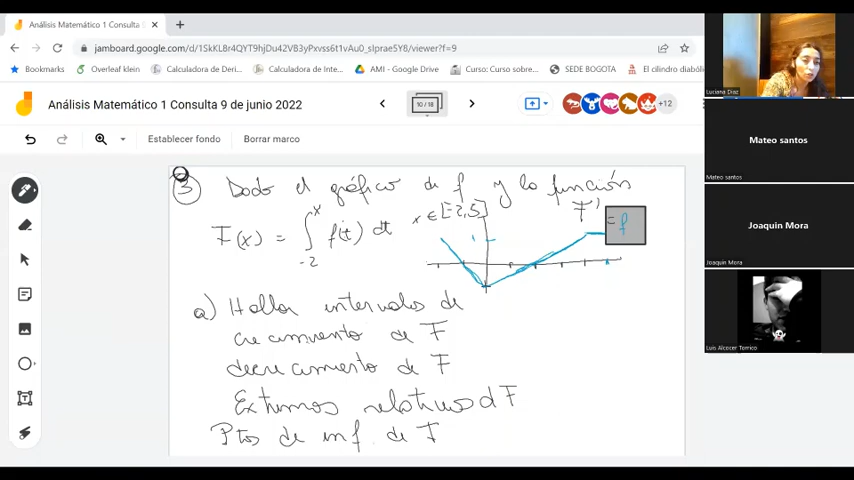 Análisis Matemático 1 Consulta 9
jamboard.google.com/d/1SkKL8r4QYT9hjDu42VB3yPxvss6t1vAu0_slprae5Y8/viewer?f=9
Bookmarks Overleaf klein Calculadora de Deri... Calculadora de Inte... AMI - Google Drive Curso: Curso sobre... SEDE BOGOTA El cilindro diaból
Análisis Matemático 1 Consulta 9 de junio 2022
10 / 18
+12
Establecer fondo Borrar marco
3 Dado el gráfico de f y la función
F(x) = ∫ f(t) dt x ∈ [-2,5]
x
-2
F' = f
a) Hallar intervalos de
crecimiento de F
decrecimiento de F
Extremos relativos d F
Ptos de inf. de F
Luciana Diaz
Mateo santos
Mateo santos
Joaquin Mora
Joaquin Mora
Luis Alcocer Torrico